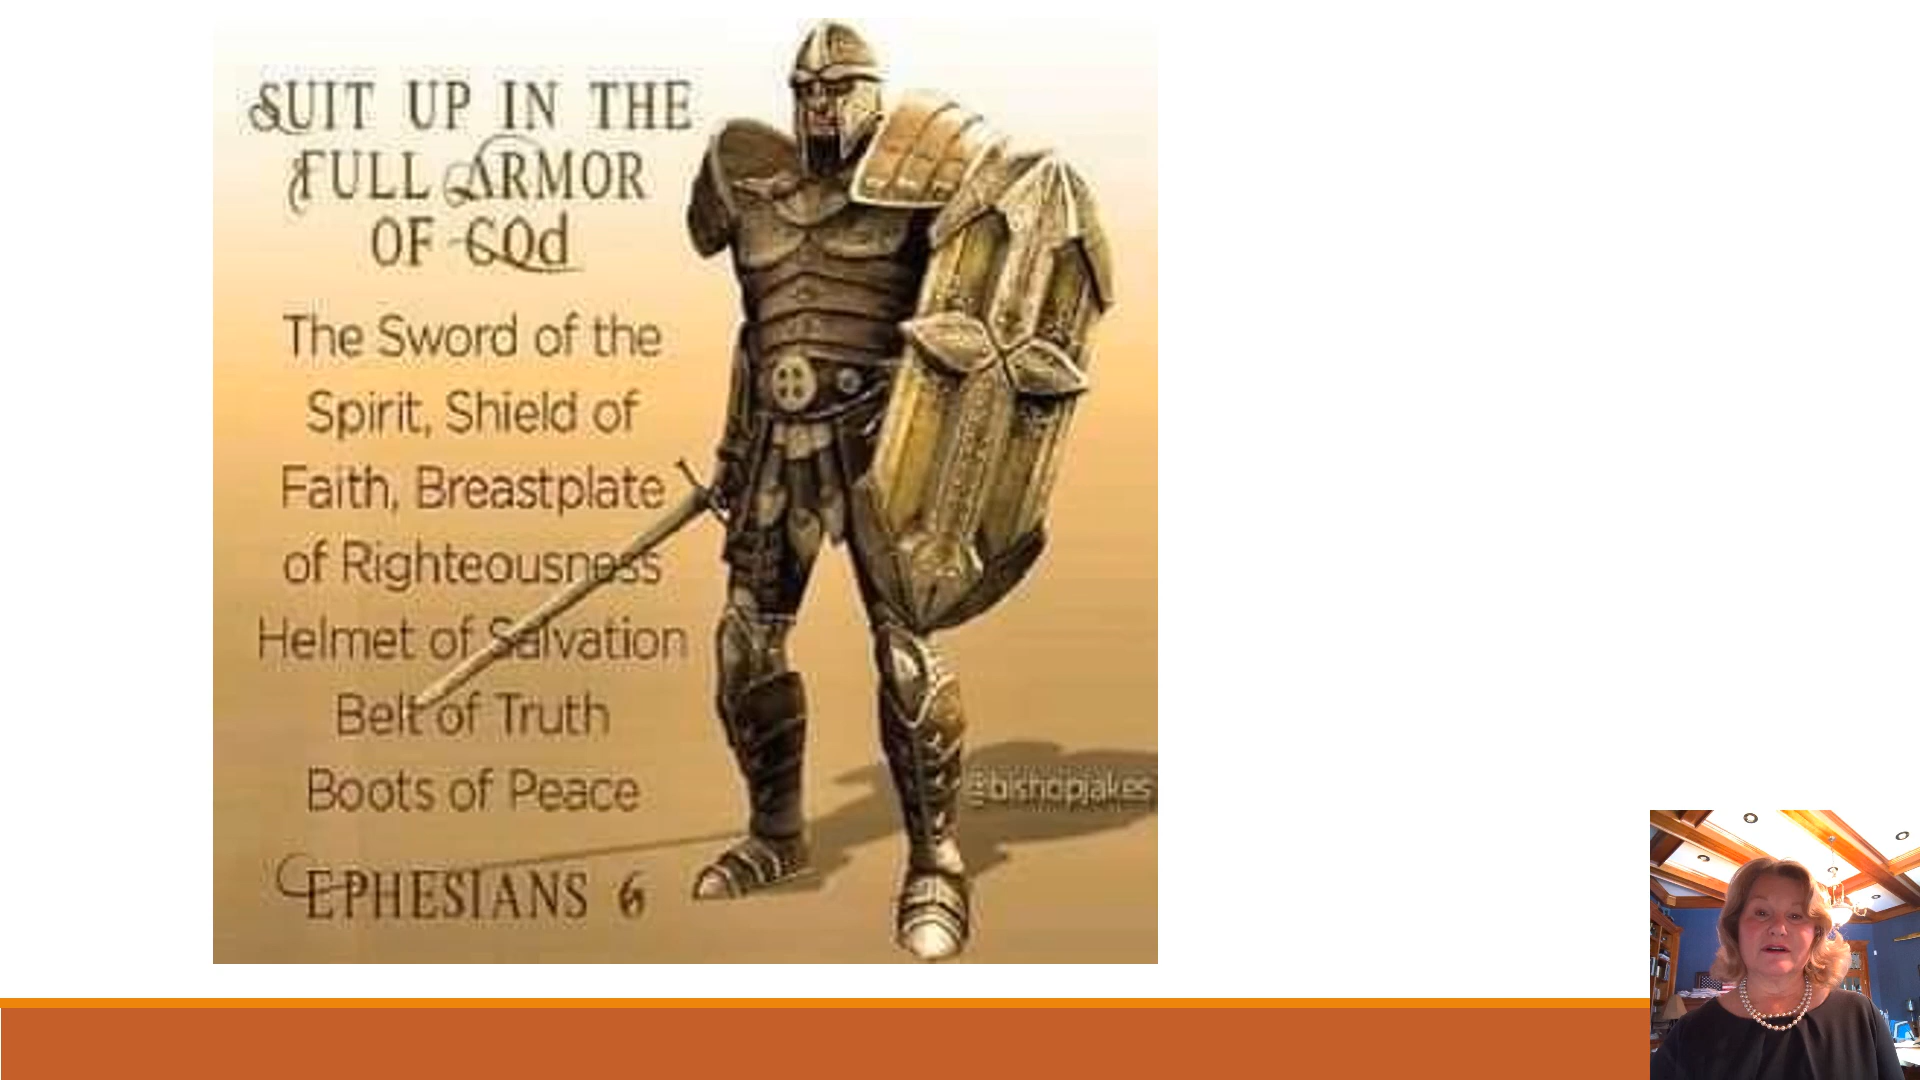 SUIT UP IN THE
FULL ARMOR
OF GOd
The Sword of the
Spirit, Shield of
Faith, Breastplate
of Righteousness
Helmet of Salvation
Belt of Truth
Boots of Peace
@bishopjakes
EPHESIANS 6